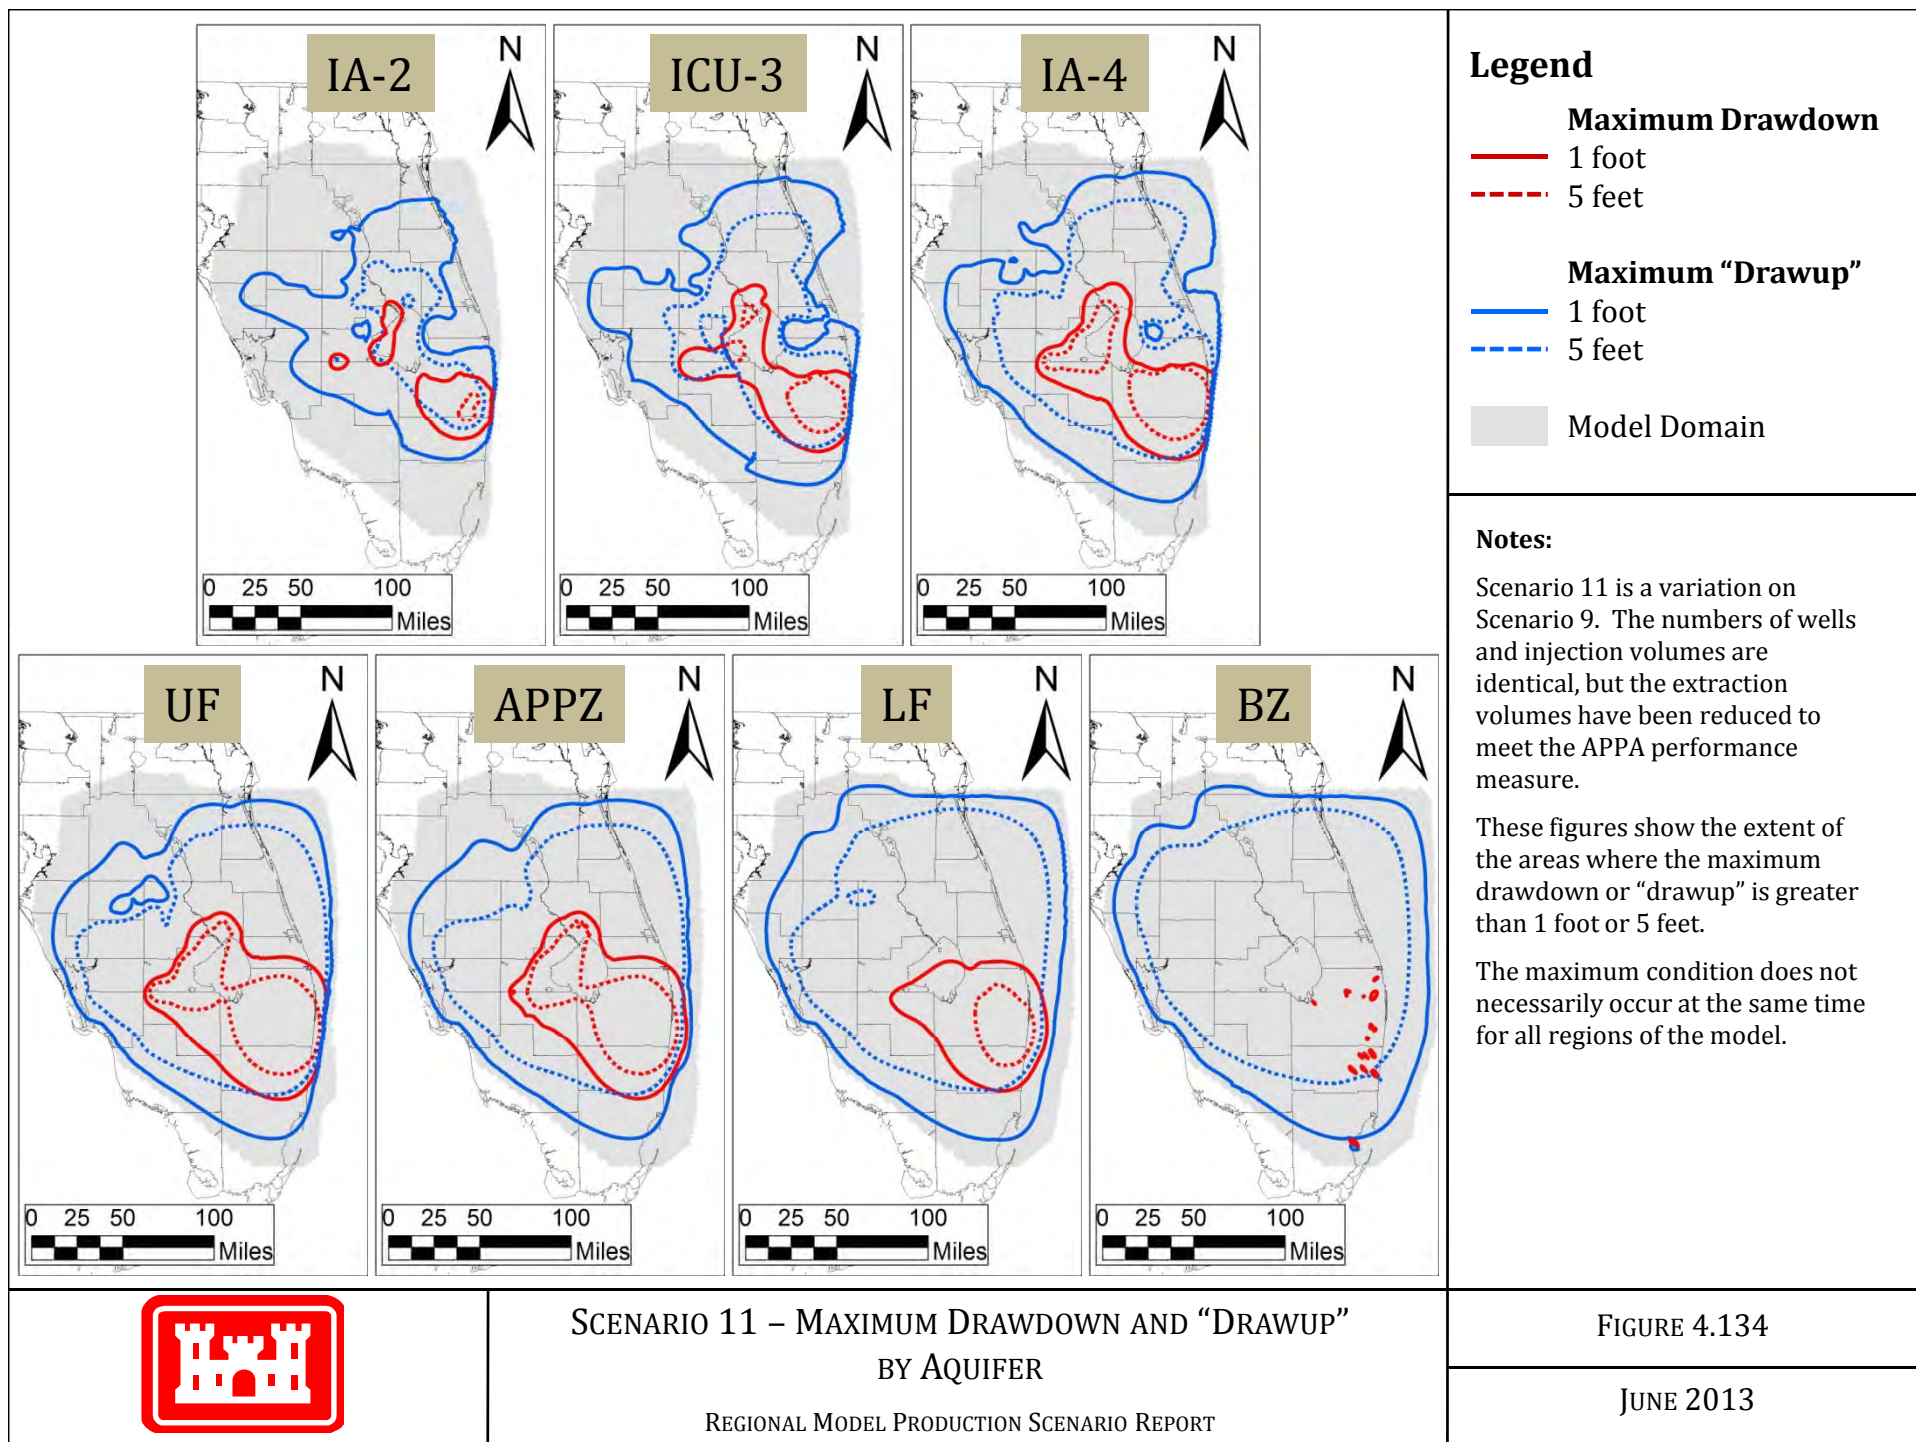 IA-2
N
0 25 50 100
Miles
ICU-3
N
0 25 50 100
Miles
IA-4
N
0 25 50 100
Miles
UF
N
0 25 50 100
Miles
APPZ
N
0 25 50 100
Miles
LF
N
0 25 50 100
Miles
BZ
N
0 25 50 100
Miles
Legend
Maximum Drawdown
1 foot
5 feet
Maximum “Drawup”
1 foot
5 feet
Model Domain
Notes:
Scenario 11 is a variation on
Scenario 9. The numbers of wells
and injection volumes are
identical, but the extraction
volumes have been reduced to
meet the APPA performance
measure.
These figures show the extent of
the areas where the maximum
drawdown or “drawup” is greater
than 1 foot or 5 feet.
The maximum condition does not
necessarily occur at the same time
for all regions of the model.
SCENARIO 11 – MAXIMUM DRAWDOWN AND “DRAWUP”
BY AQUIFER
REGIONAL MODEL PRODUCTION SCENARIO REPORT
FIGURE 4.134
JUNE 2013